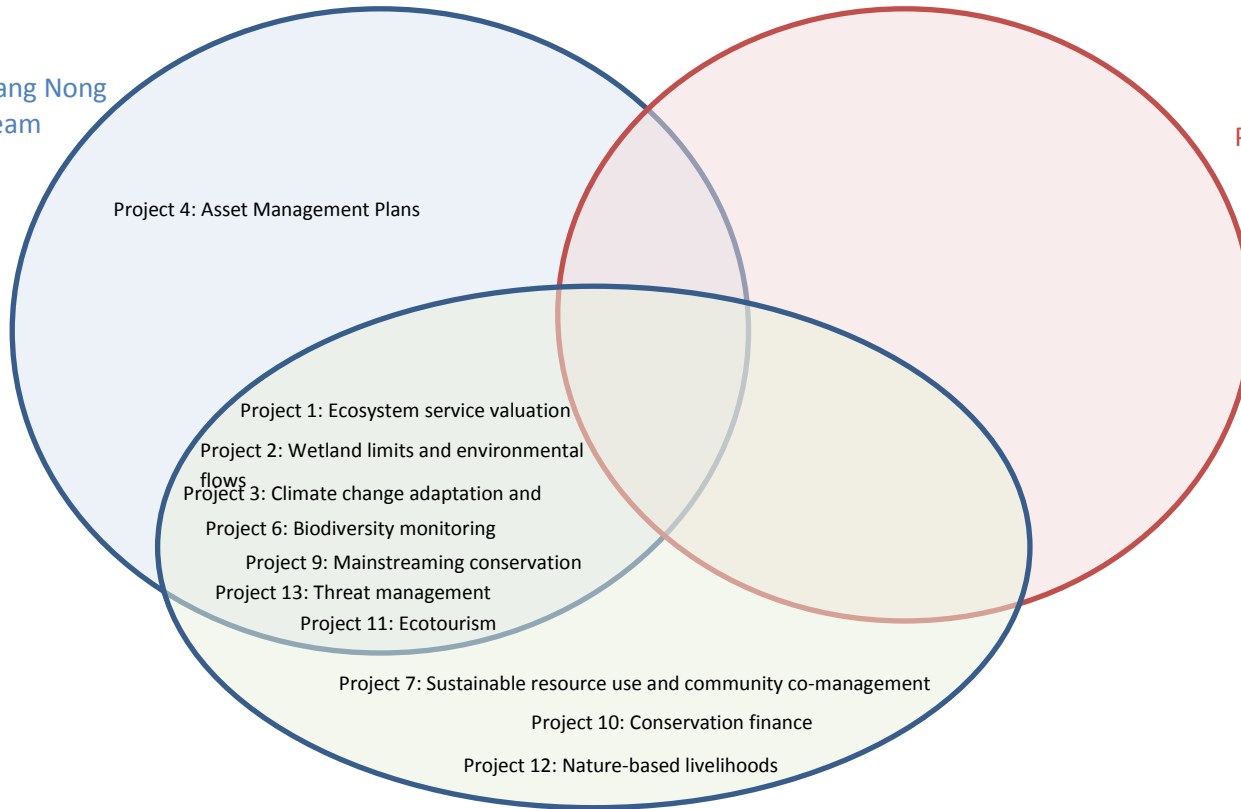 ang Nong
eam
P
Project 4: Asset Management Plans
Project 1: Ecosystem service valuation
Project 2: Wetland limits and environmental
flows
Project 3: Climate change adaptation and
Project 6: Biodiversity monitoring
Project 9: Mainstreaming conservation
Project 13: Threat management
Project 11: Ecotourism
Project 7: Sustainable resource use and community co-management
Project 10: Conservation finance
Project 12: Nature-based livelihoods